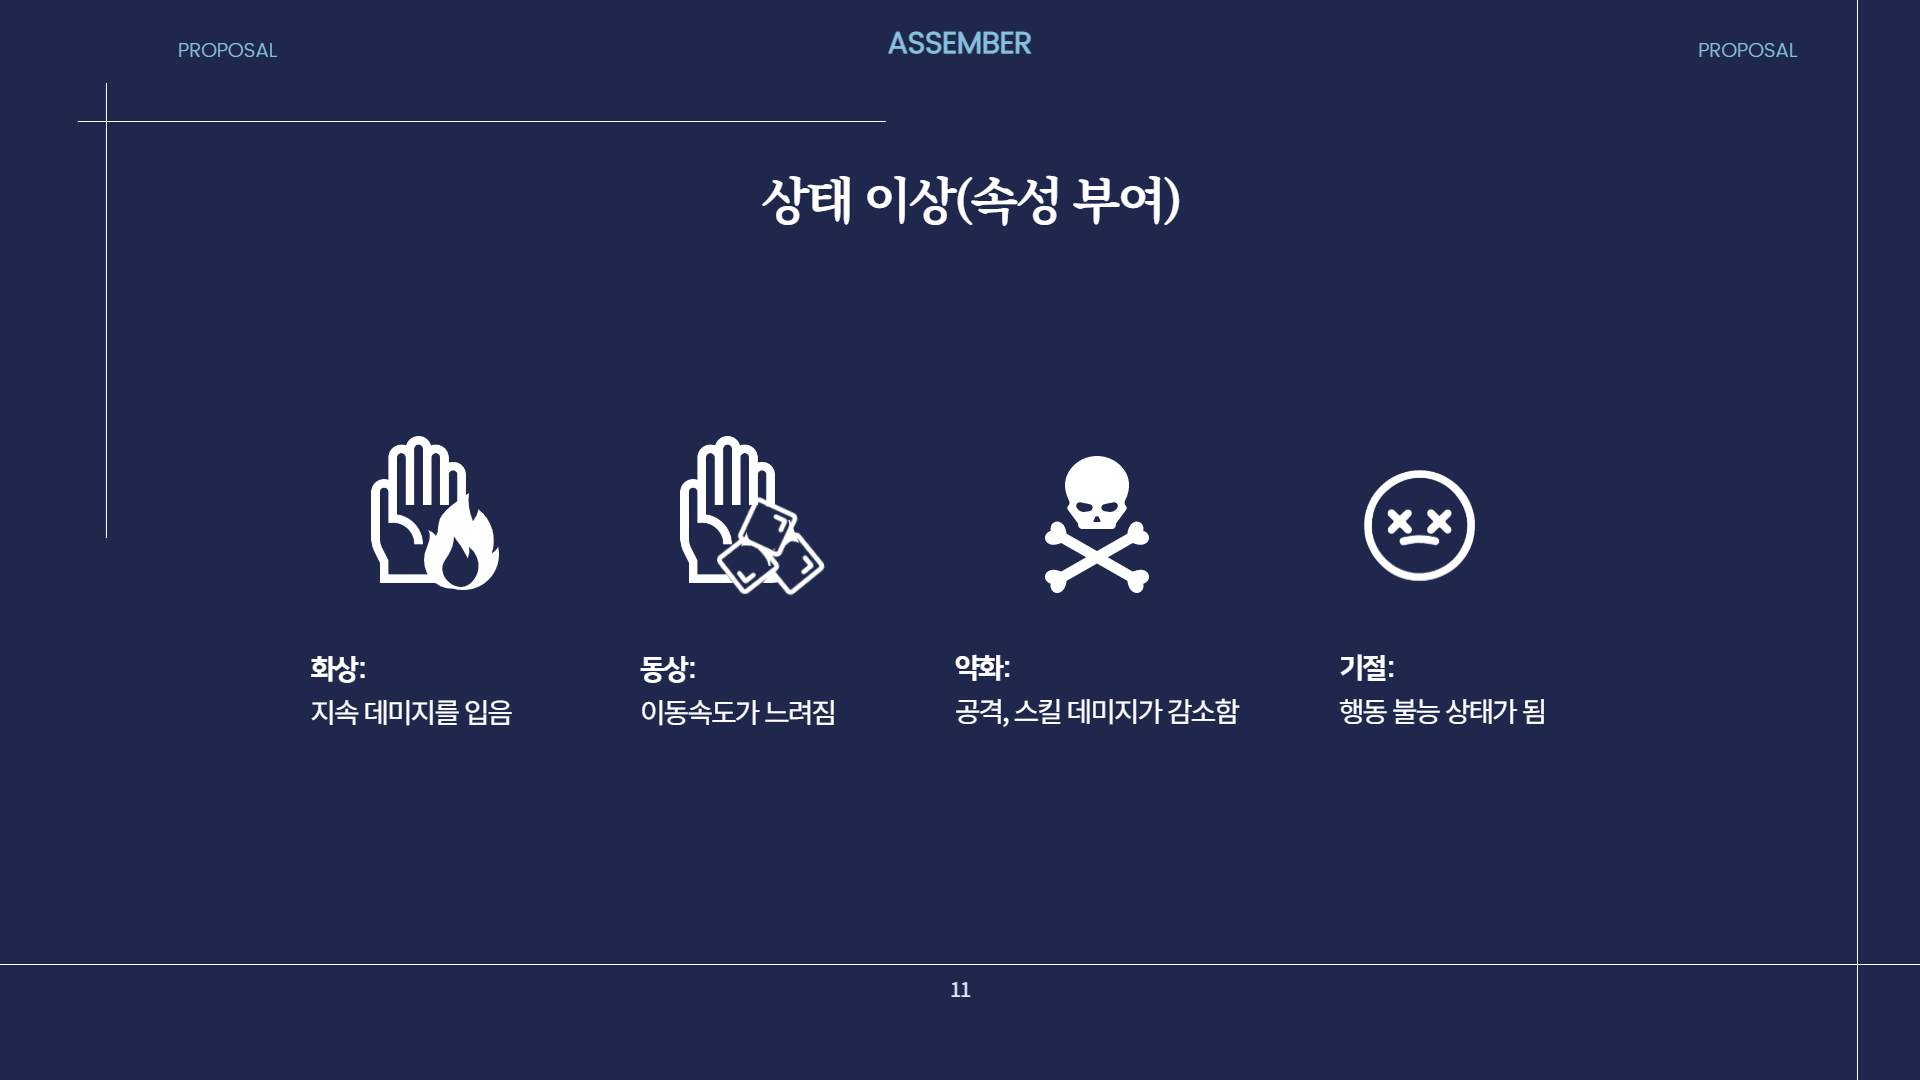 PROPOSAL
ASSEMBER
PROPOSAL
상태 이상(속성 부여)
화상:
지속 데미지를 입음
동상:
이동속도가 느려짐
약화:
공격, 스킬 데미지가 감소함
기절:
행동 불능 상태가 됨
11